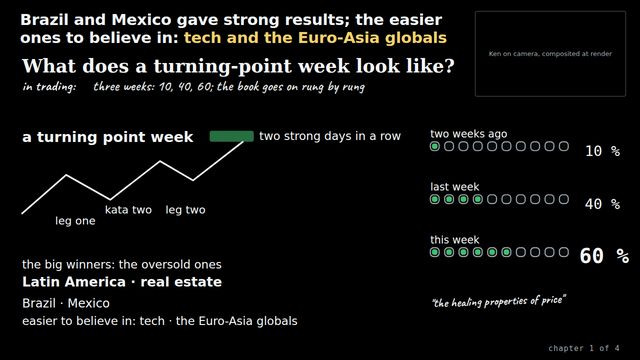 Brazil and Mexico gave strong results; the easier
ones to believe in: tech and the Euro-Asia globals
Ken on camera, composited at render
What does a turning-point week look like?
in trading: three weeks: 10, 40, 60; the book goes on rung by rung
a turning point week
two strong days in a row
leg one
kata two
leg two
two weeks ago
10 %
last week
40 %
this week
60 %
"the healing properties of price"
the big winners: the oversold ones
Latin America · real estate
Brazil · Mexico
easier to believe in: tech · the Euro-Asia globals
chapter 1 of 4